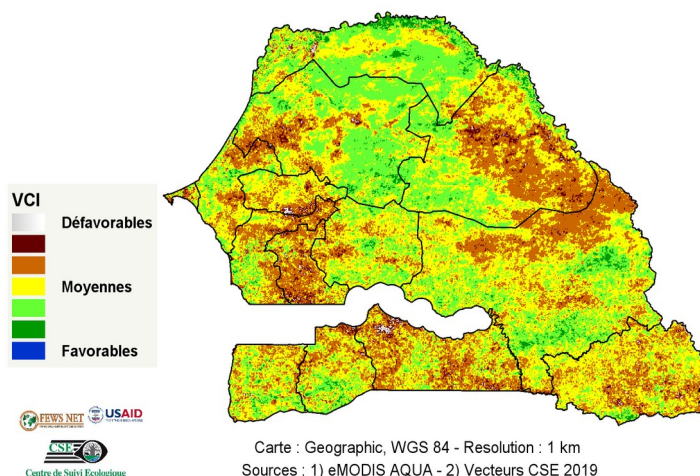 VCI
Défavorables
Moyennes
Favorables
FEWS NET
USAID
CSE
Centre de Suivi Ecologique
Carte : Geographic, WGS 84 - Resolution : 1 km
Sources : 1) eMODIS AQUA - 2) Vecteurs CSE 2019